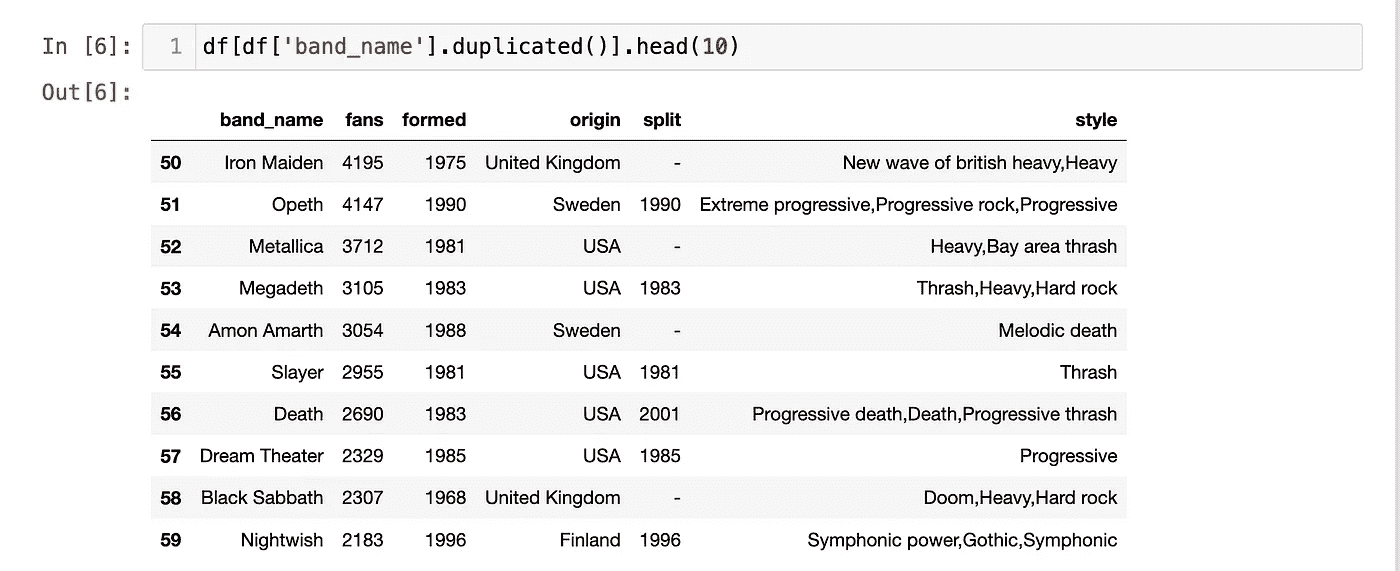 In [6]: 1 df[df['band_name'].duplicated()].head(10)
Out[6]:
band_name fans formed origin split style
50 Iron Maiden 4195 1975 United Kingdom - New wave of british heavy,Heavy
51 Opeth 4147 1990 Sweden 1990 Extreme progressive,Progressive rock,Progressive
52 Metallica 3712 1981 USA - Heavy,Bay area thrash
53 Megadeth 3105 1983 USA 1983 Thrash,Heavy,Hard rock
54 Amon Amarth 3054 1988 Sweden - Melodic death
55 Slayer 2955 1981 USA 1981 Thrash
56 Death 2690 1983 USA 2001 Progressive death,Death,Progressive thrash
57 Dream Theater 2329 1985 USA 1985 Progressive
58 Black Sabbath 2307 1968 United Kingdom - Doom,Heavy,Hard rock
59 Nightwish 2183 1996 Finland 1996 Symphonic power,Gothic,Symphonic